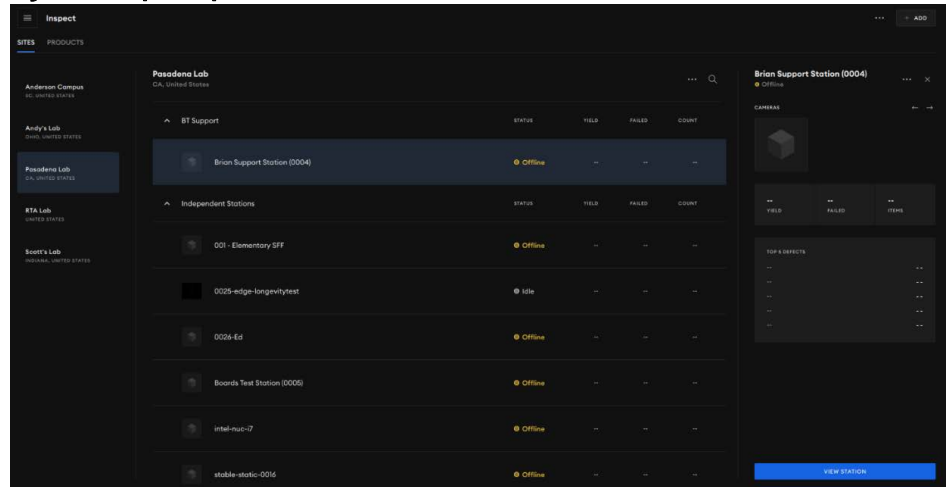 Inspect
... + ADD
SITES PRODUCTS
Anderson Campus
SC, UNITED STATES
Andy's Lab
OHIO, UNITED STATES
Pasadena Lab
CA, UNITED STATES
RTA Lab
UNITED STATES
Scott's Lab
INDIANA, UNITED STATES
Pasadena Lab
CA, United States
BT Support STATUS YIELD FAILED COUNT
Brian Support Station (0004) Offline -- -- --
Independent Stations STATUS YIELD FAILED COUNT
001 - Elementary SFF Offline -- -- --
0025-edge-longevitytest Idle -- -- --
0026-Ed Offline -- -- --
Boards Test Station (0005) Offline -- -- --
intel-nuc-i7 Offline -- -- --
stable-static-0016 Offline -- -- --
Brian Support Station (0004)
Offline
CAMERAS
-- -- --
YIELD FAILED ITEMS
TOP 5 DEFECTS
-- --
-- --
-- --
-- --
-- --
VIEW STATION